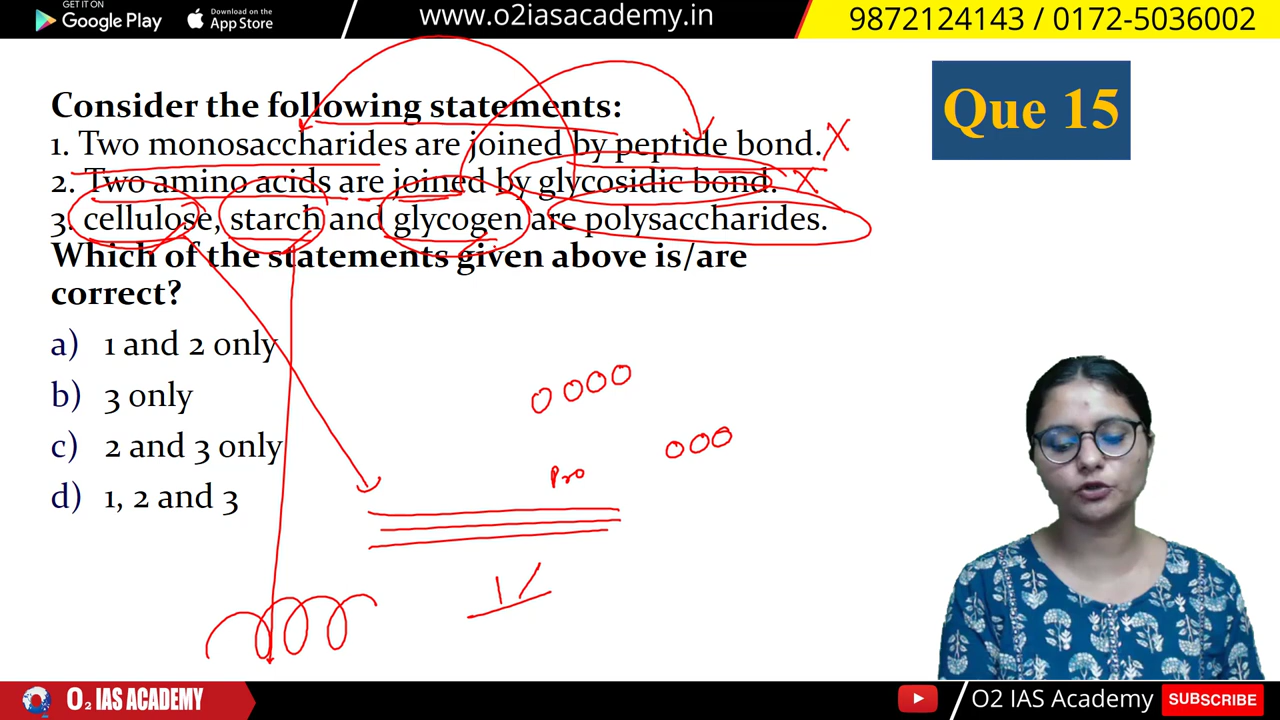 GET IT ON
Google Play
Download on the
App Store
www.o2iasacademy.in
9872124143 / 0172-5036002
Que 15
Consider the following statements:
1. Two monosaccharides are joined by peptide bond. X
2. Two amino acids are joined by glycosidic bond. X
3. cellulose, starch and glycogen are polysaccharides.
Which of the statements given above is/are
correct?
a) 1 and 2 only
b) 3 only
c) 2 and 3 only
d) 1, 2 and 3
Pro
O2 IAS ACADEMY
O2 IAS Academy
SUBSCRIBE